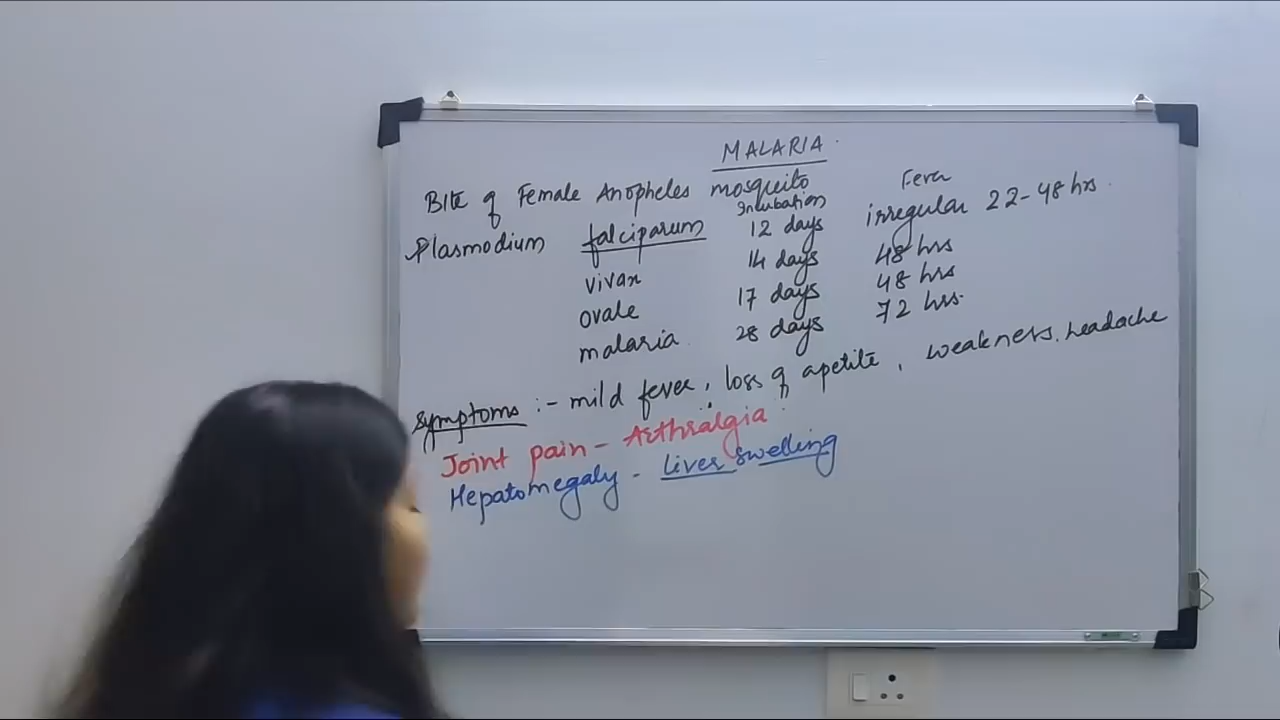 MALARIA
Bite of Female Anopheles mosquito
Incubation Fever
Plasmodium falciparum 12 days irregular 22-48 hrs.
vivax 14 days 48 hrs
ovale 17 days 48 hrs
malaria 28 days 72 hrs.
Symptoms :- mild fever, loss of apetite, weakness, headache
Joint pain - Arthralgia
Hepatomegaly - liver swelling